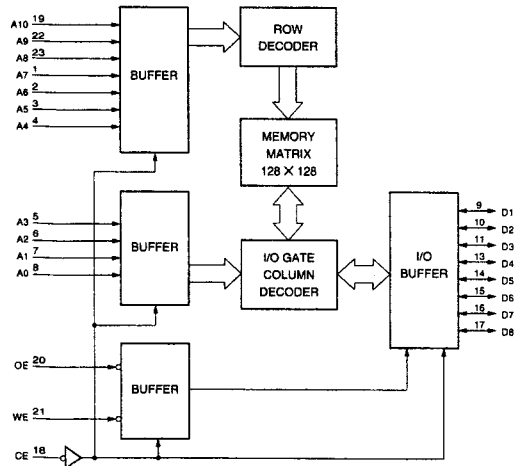 A10 19
A9 22
A8 23
A7 1
A6 2
A5 3
A4 4
BUFFER
ROW
DECODER
MEMORY
MATRIX
128 × 128
A3 5
A2 6
A1 7
A0 8
BUFFER
I/O GATE
COLUMN
DECODER
I/O
BUFFER
9 D1
10 D2
11 D3
13 D4
14 D5
15 D6
16 D7
17 D8
OE 20
WE 21
BUFFER
CE 18